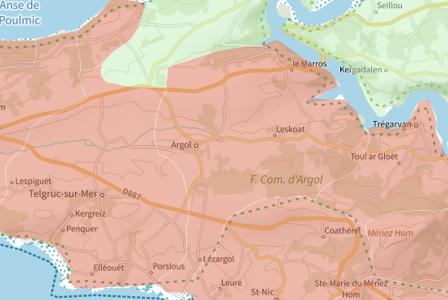 Anse de
Poulmic
Seillou
le Marros
Kergadalen
Trégarvan
Leskoat
Argol
Toul ar Gloët
F. Com. d'Argol
Lespiguet
Telgruc-sur-Mer
D887
Kergreiz
Penquer
Coathérel
Ménez Hom
Lézargol
Elléouët
Porslous
Leuré
St-Nic
Ste-Marie du Ménez
Hom